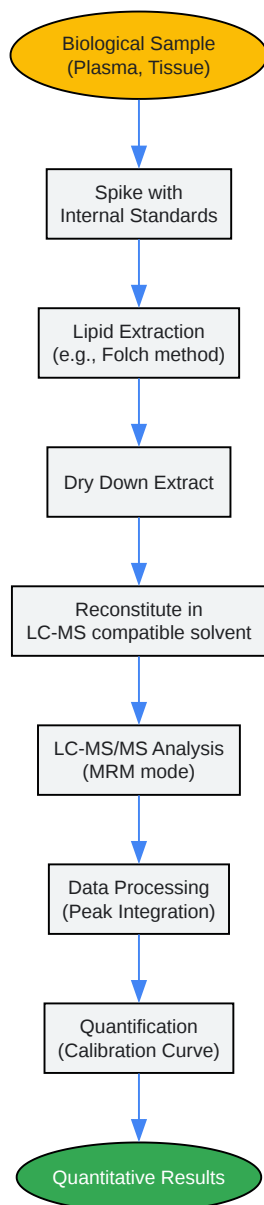 Biological Sample
(Plasma, Tissue)
Spike with
Internal Standards
Lipid Extraction
(e.g., Folch method)
Dry Down Extract
Reconstitute in
LC-MS compatible solvent
LC-MS/MS Analysis
(MRM mode)
Data Processing
(Peak Integration)
Quantification
(Calibration Curve)
Quantitative Results